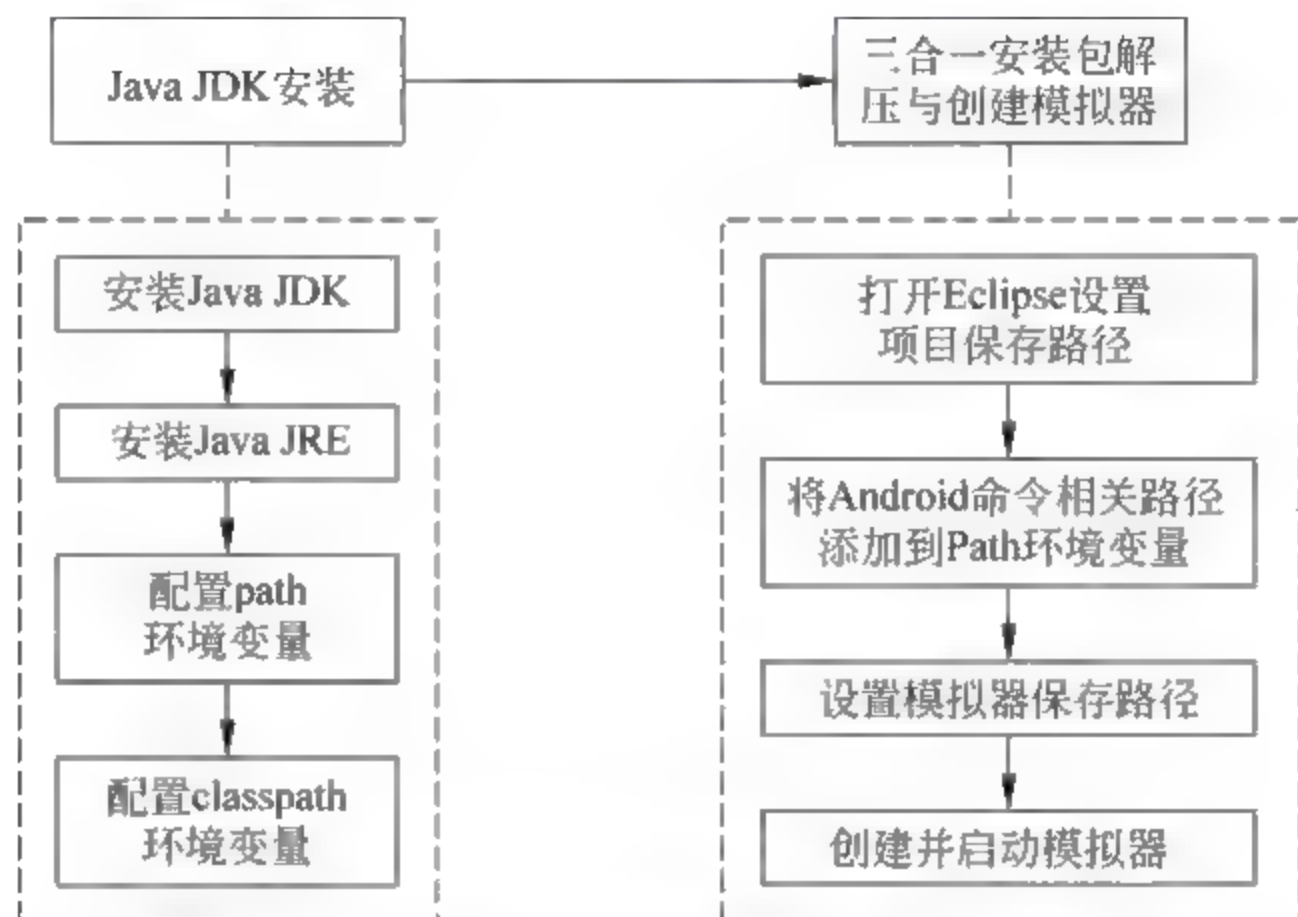 Java JDK安装
三合一安装包解
压与创建模拟器
安装Java JDK
安装Java JRE
配置path
环境变量
配置classpath
环境变量
打开Eclipse设置
项目保存路径
将Android命令相关路径
添加到Path环境变量
设置模拟器保存路径
创建并启动模拟器